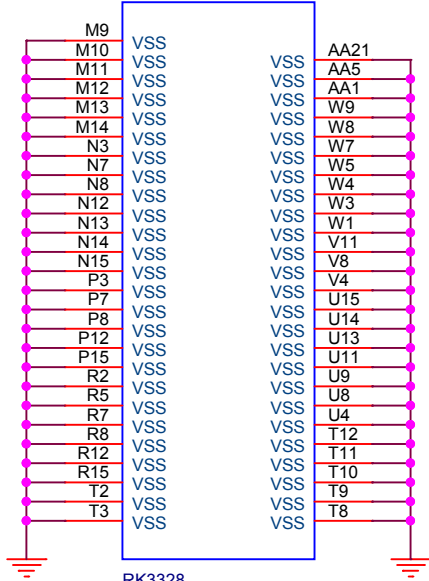 M9 VSS
M10 VSS VSS AA21
M11 VSS VSS AA5
M12 VSS VSS AA1
M13 VSS VSS W9
M14 VSS VSS W8
N3 VSS VSS W7
N7 VSS VSS W5
N8 VSS VSS W4
N12 VSS VSS W3
N13 VSS VSS W1
N14 VSS VSS V11
N15 VSS VSS V8
P3 VSS VSS V4
P7 VSS VSS U15
P8 VSS VSS U14
P12 VSS VSS U13
P15 VSS VSS U11
R2 VSS VSS U9
R5 VSS VSS U8
R7 VSS VSS U4
R8 VSS VSS T12
R12 VSS VSS T11
R15 VSS VSS T10
T2 VSS VSS T9
T3 VSS VSS T8
RK3328